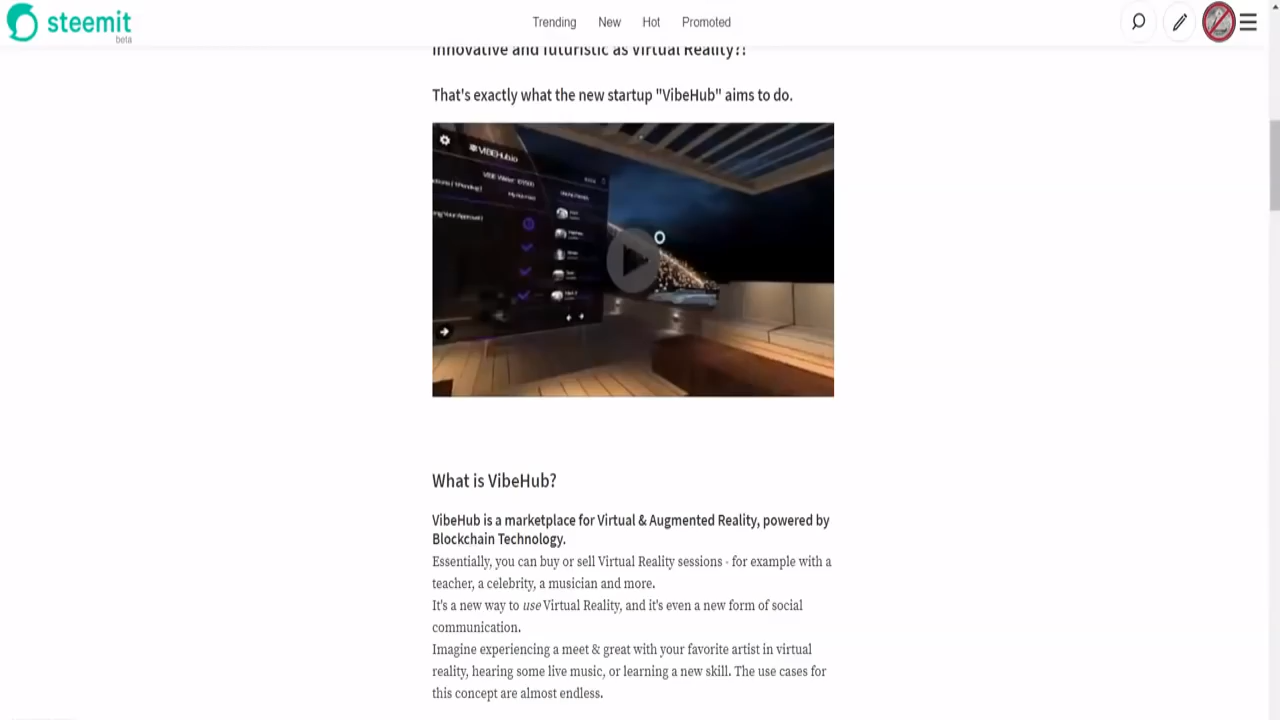 steemit
beta
Trending New Hot Promoted
innovative and futuristic as Virtual Reality?!
That's exactly what the new startup "VibeHub" aims to do.
VIBEHub.io
What is VibeHub?
VibeHub is a marketplace for Virtual & Augmented Reality, powered by
Blockchain Technology.
Essentially, you can buy or sell Virtual Reality sessions - for example with a
teacher, a celebrity, a musician and more.
It's a new way to use Virtual Reality, and it's even a new form of social
communication.
Imagine experiencing a meet & great with your favorite artist in virtual
reality, hearing some live music, or learning a new skill. The use cases for
this concept are almost endless.